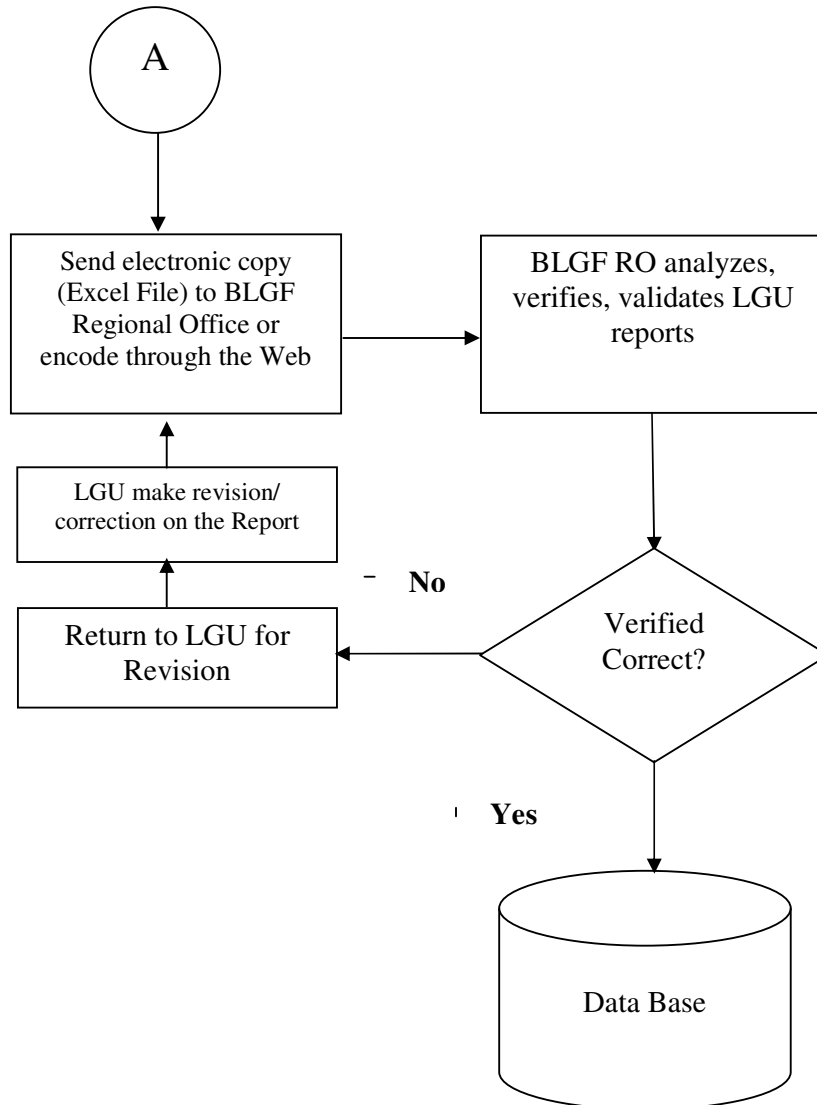 A
Send electronic copy
(Excel File) to BLGF
Regional Office or
encode through the Web
BLGF RO analyzes,
verifies, validates LGU
reports
LGU make revision/
correction on the Report
No
Return to LGU for
Revision
Verified
Correct?
Yes
Data Base